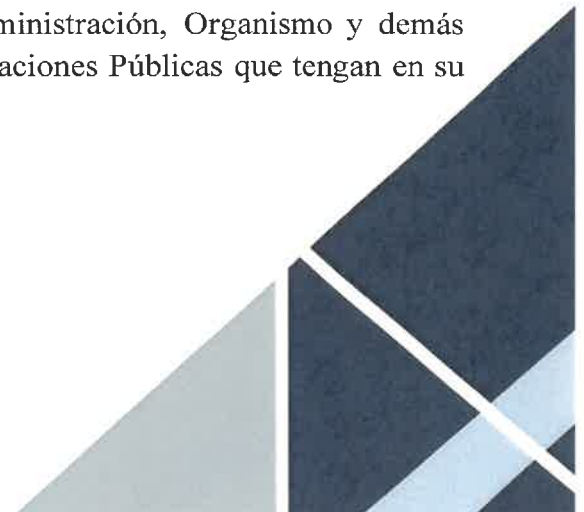 ministración, Organismo y demás
aciones Públicas que tengan en su